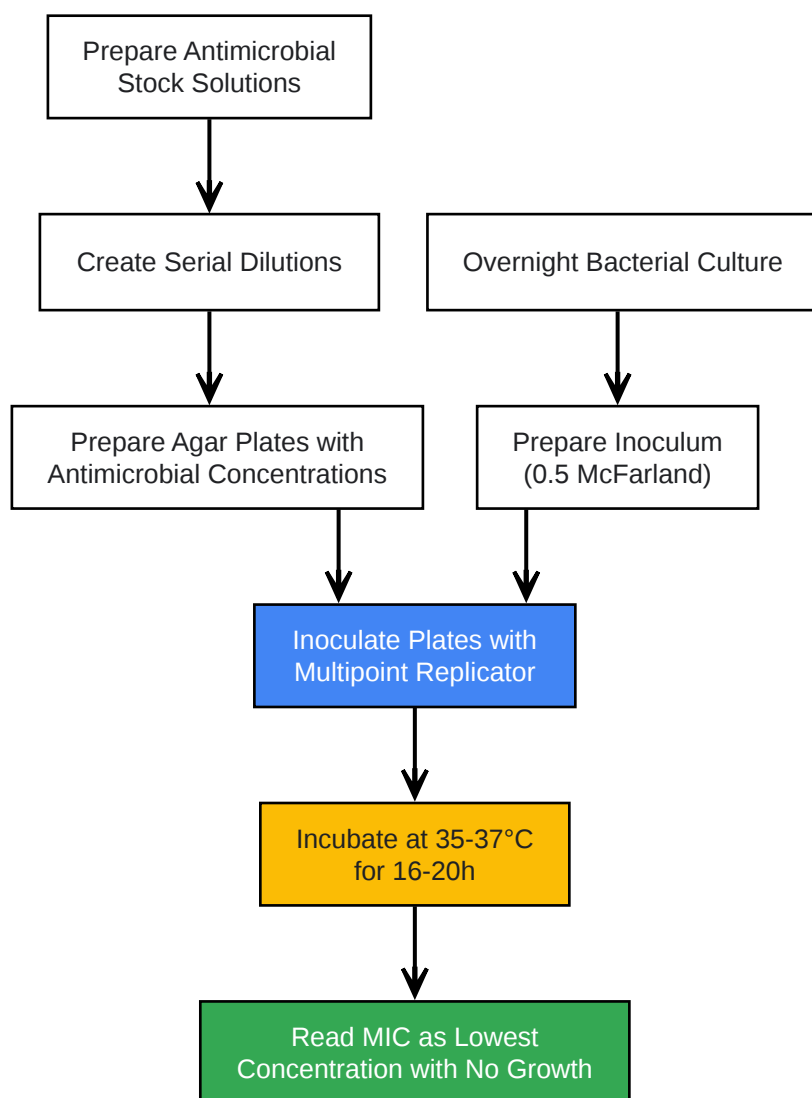 Prepare Antimicrobial
Stock Solutions
Create Serial Dilutions
Overnight Bacterial Culture
Prepare Agar Plates with
Antimicrobial Concentrations
Prepare Inoculum
(0.5 McFarland)
Inoculate Plates with
Multipoint Replicator
Incubate at 35-37°C
for 16-20h
Read MIC as Lowest
Concentration with No Growth